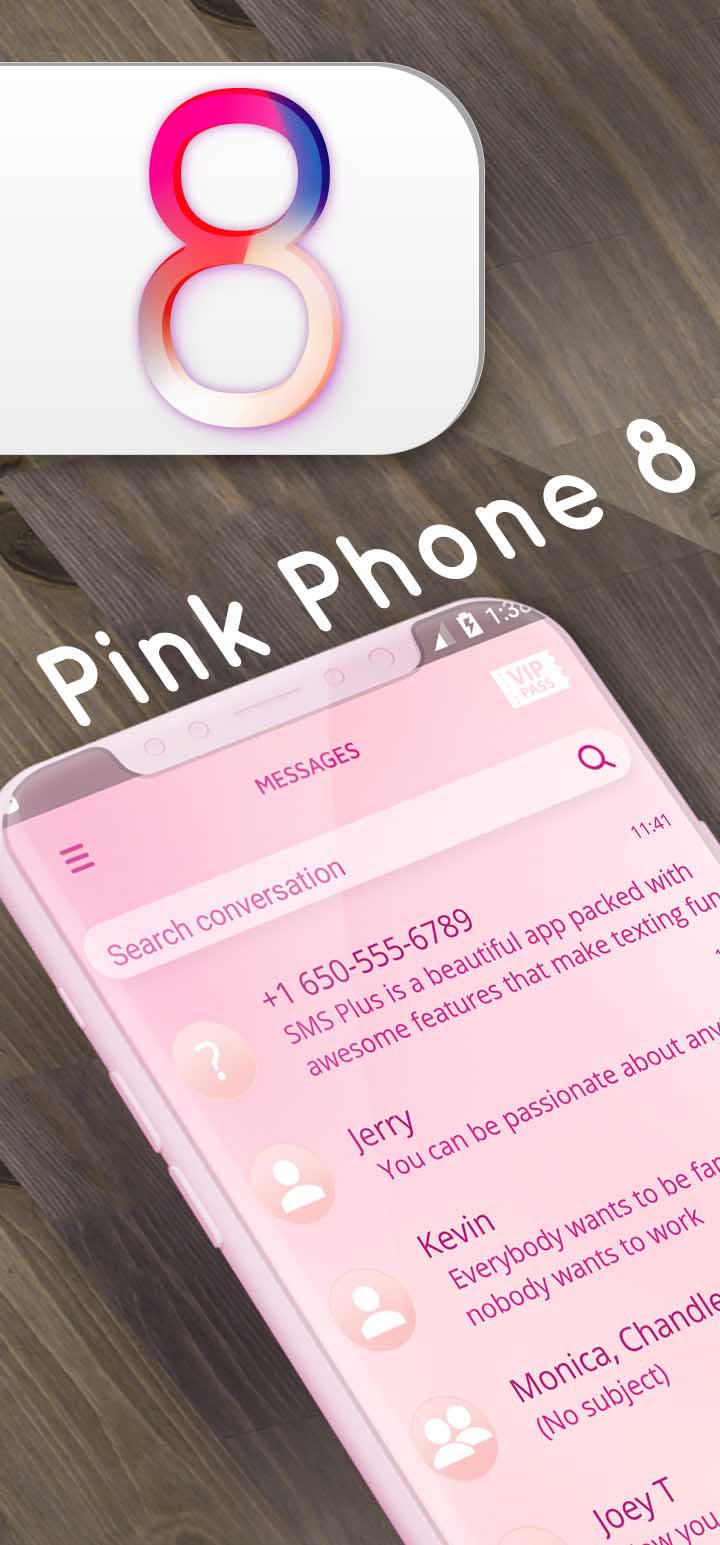 8
Pink Phone 8
VIP
PASS
MESSAGES
Search conversation
11:41
+1 650-555-6789
SMS Plus is a beautiful app packed with
awesome features that make texting fun
Jerry
You can be passionate about
Kevin
Everybody wants to be
nobody wants to work
Monica,
(No subject)
Joey T
you